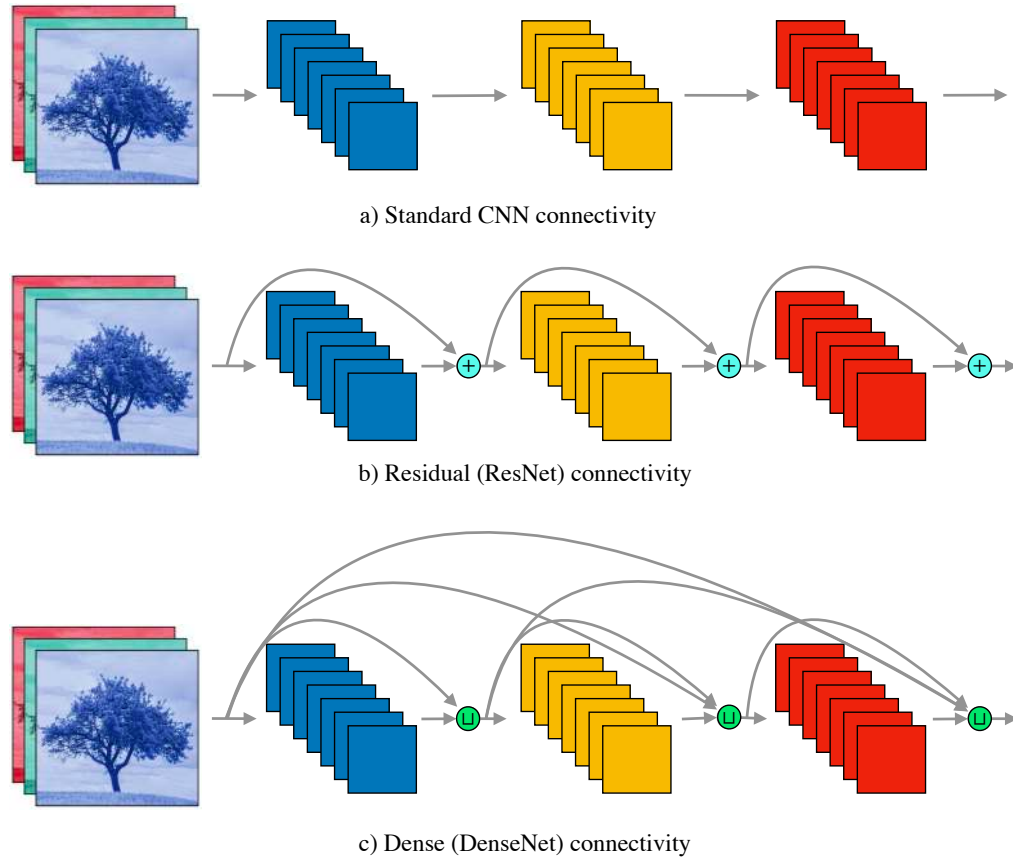 a) Standard CNN connectivity
+ + +
b) Residual (ResNet) connectivity
⊔ ⊔ ⊔
c) Dense (DenseNet) connectivity